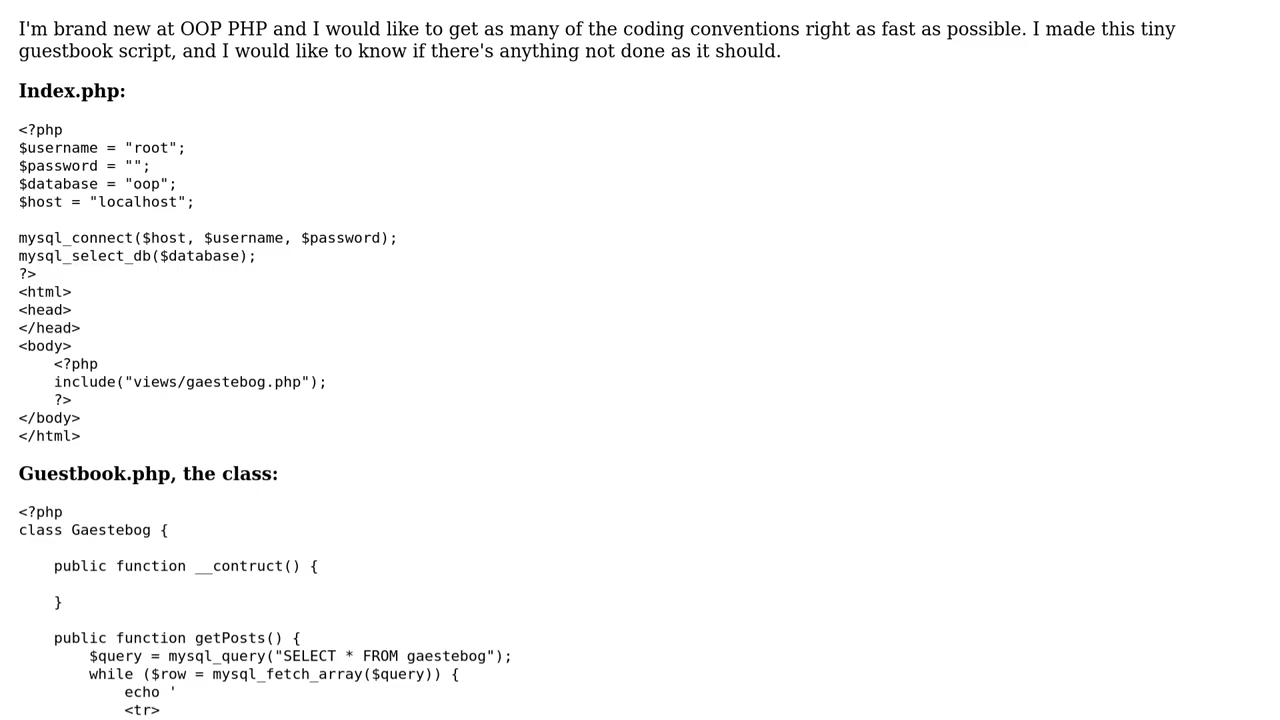 I'm brand new at OOP PHP and I would like to get as many of the coding conventions right as fast as possible. I made this tiny
guestbook script, and I would like to know if there's anything not done as it should.
Index.php:
<?php
$username = "root";
$password = "";
$database = "oop";
$host = "localhost";

mysql_connect($host, $username, $password);
mysql_select_db($database);
?>
<html>
<head>
</head>
<body>
    <?php
    include("views/gaestebog.php");
    ?>
</body>
</html>
Guestbook.php, the class:
<?php
class Gaestebog {

    public function __contruct() {

    }

    public function getPosts() {
        $query = mysql_query("SELECT * FROM gaestebog");
        while ($row = mysql_fetch_array($query)) {
            echo '
            <tr>